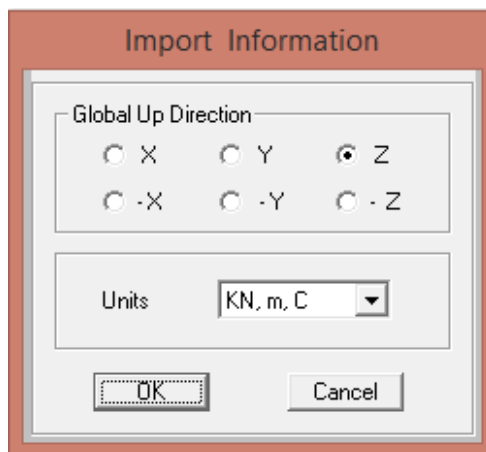 Import Information
Global Up Direction
X Y Z
-X -Y - Z
Units KN, m, C
OK Cancel